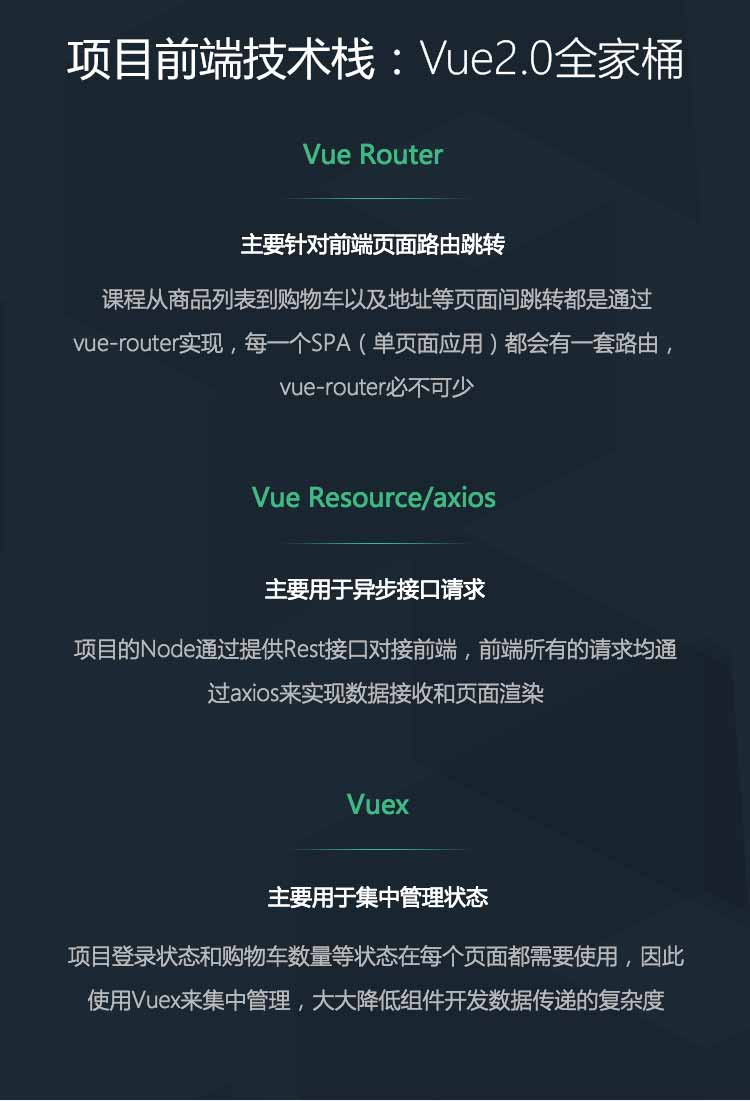 项目前端技术栈：Vue2.0全家桶
Vue Router
主要针对前端页面路由跳转
课程从商品列表到购物车以及地址等页面间跳转都是通过
vue-router实现，每一个SPA（单页面应用）都会有一套路由，
vue-router必不可少
Vue Resource/axios
主要用于异步接口请求
项目的Node通过提供Rest接口对接前端，前端所有的请求均通
过axios来实现数据接收和页面渲染
Vuex
主要用于集中管理状态
项目登录状态和购物车数量等状态在每个页面都需要使用，因此
使用Vuex来集中管理，大大降低组件开发数据传递的复杂度